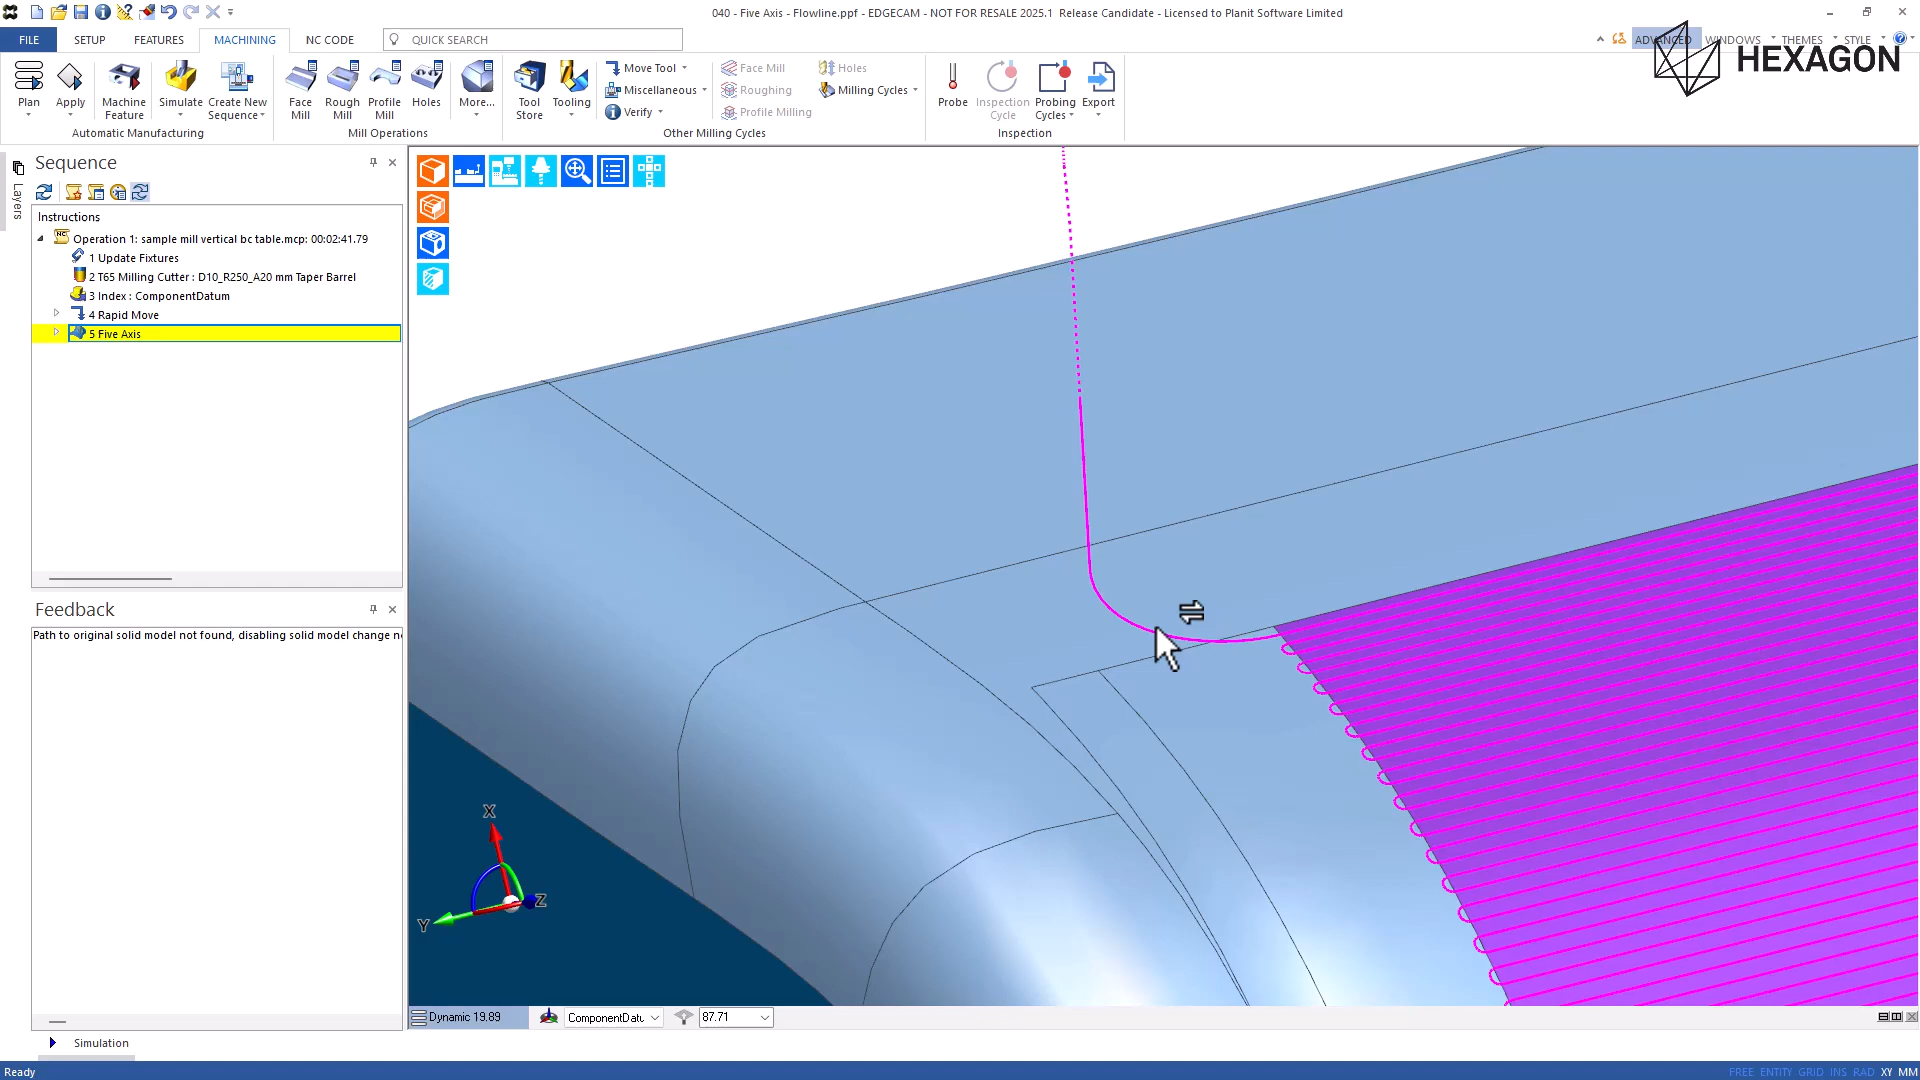 040 - Five Axis - Flowline.ppf - EDGECAM - NOT FOR RESALE 2025.1 Release Candidate - Licensed to Planit Software Limited
FILE SETUP FEATURES MACHINING NC CODE QUICK SEARCH ADVANCED WINDOWS THEMES STYLE
HEXAGON
Plan Apply Machine Feature Simulate Create New Sequence
Automatic Manufacturing
Face Mill Rough Mill Profile Mill Holes More...
Mill Operations
Tool Store Tooling
Move Tool
Miscellaneous
Verify
Face Mill
Roughing
Profile Milling
Holes
Milling Cycles
Other Milling Cycles
Probe Inspection Cycle Probing Cycles Export
Inspection
Layers
Sequence
Instructions
Operation 1: sample mill vertical bc table.mcp: 00:02:41.79
1 Update Fixtures
2 T65 Milling Cutter : D10_R250_A20 mm Taper Barrel
3 Index : ComponentDatum
4 Rapid Move
5 Five Axis
Feedback
Path to original solid model not found, disabling solid model change n
X
Y
Z
Dynamic 19.89 ComponentDatu 87.71
Simulation
Ready
FREE ENTITY GRID INS RAD XY MM